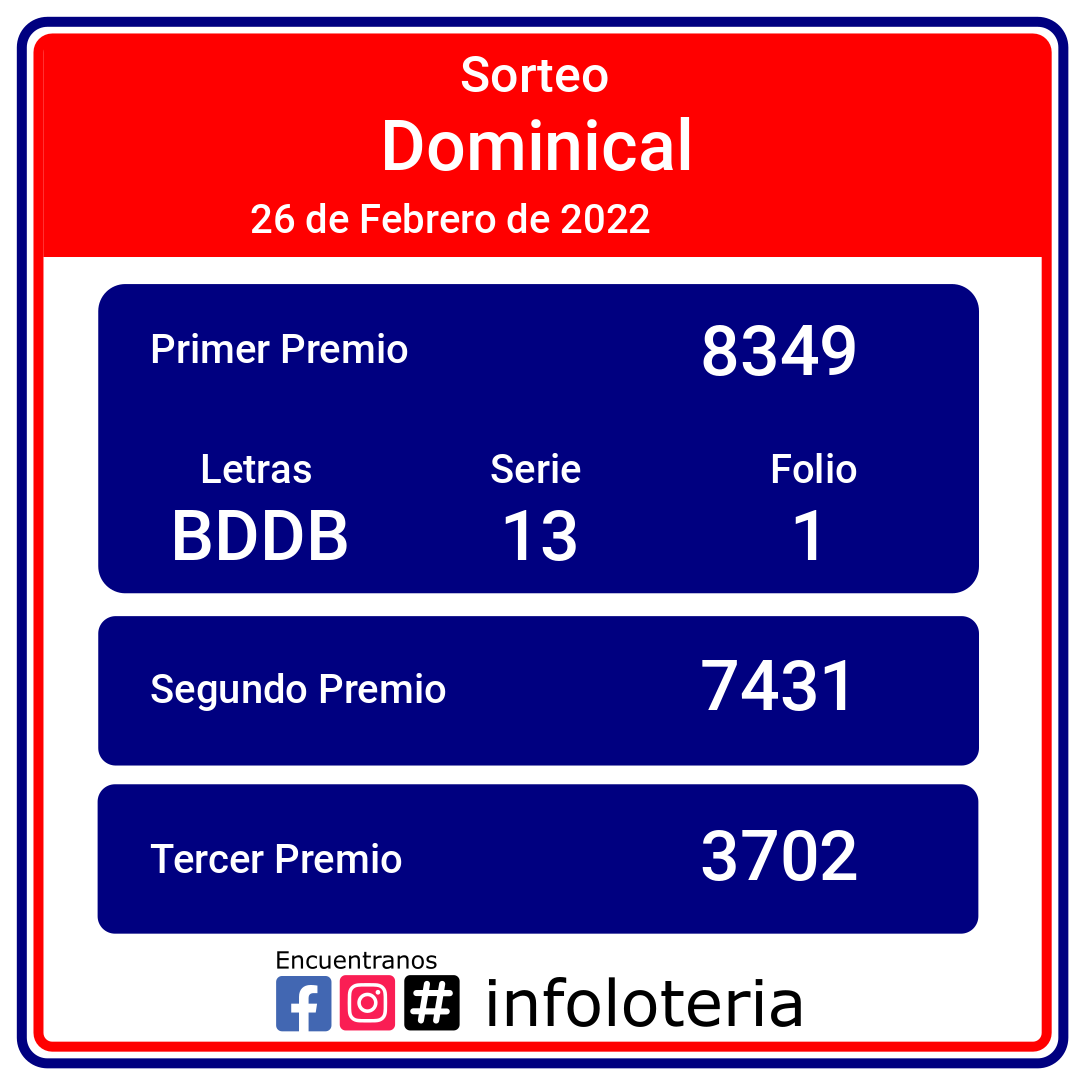 Sorteo
Dominical
26 de Febrero de 2022
Primer Premio 8349
Letras Serie Folio
BDDB 13 1
Segundo Premio 7431
Tercer Premio 3702
Encuentranos
# infoloteria